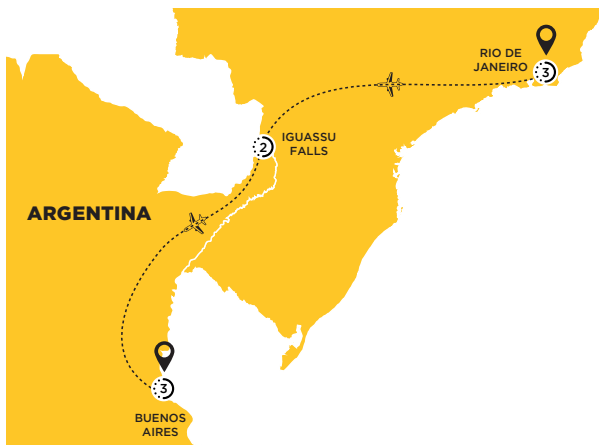 RIO DE
JANEIRO
3
2
IGUASSU
FALLS
ARGENTINA
3
BUENOS
AIRES